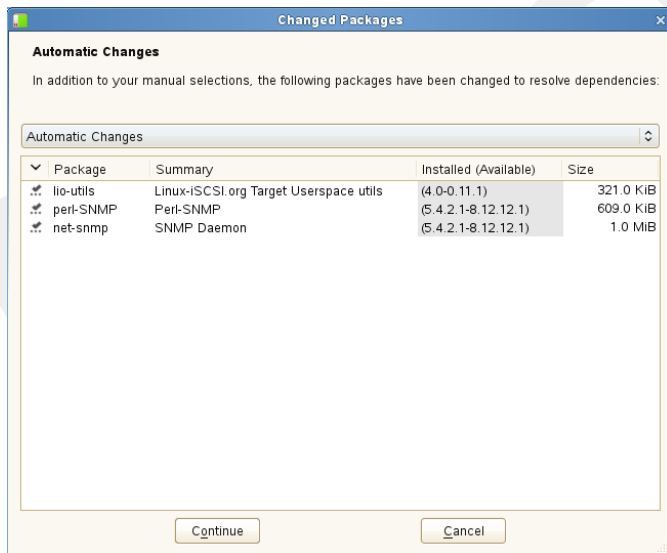 Changed Packages
Automatic Changes
In addition to your manual selections, the following packages have been changed to resolve dependencies:
Automatic Changes
Package Summary Installed (Available) Size
lio-utils Linux-iSCSI.org Target Userspace utils (4.0-0.11.1) 321.0 KiB
perl-SNMP Perl-SNMP (5.4.2.1-8.12.12.1) 609.0 KiB
net-snmp SNMP Daemon (5.4.2.1-8.12.12.1) 1.0 MiB
Continue Cancel